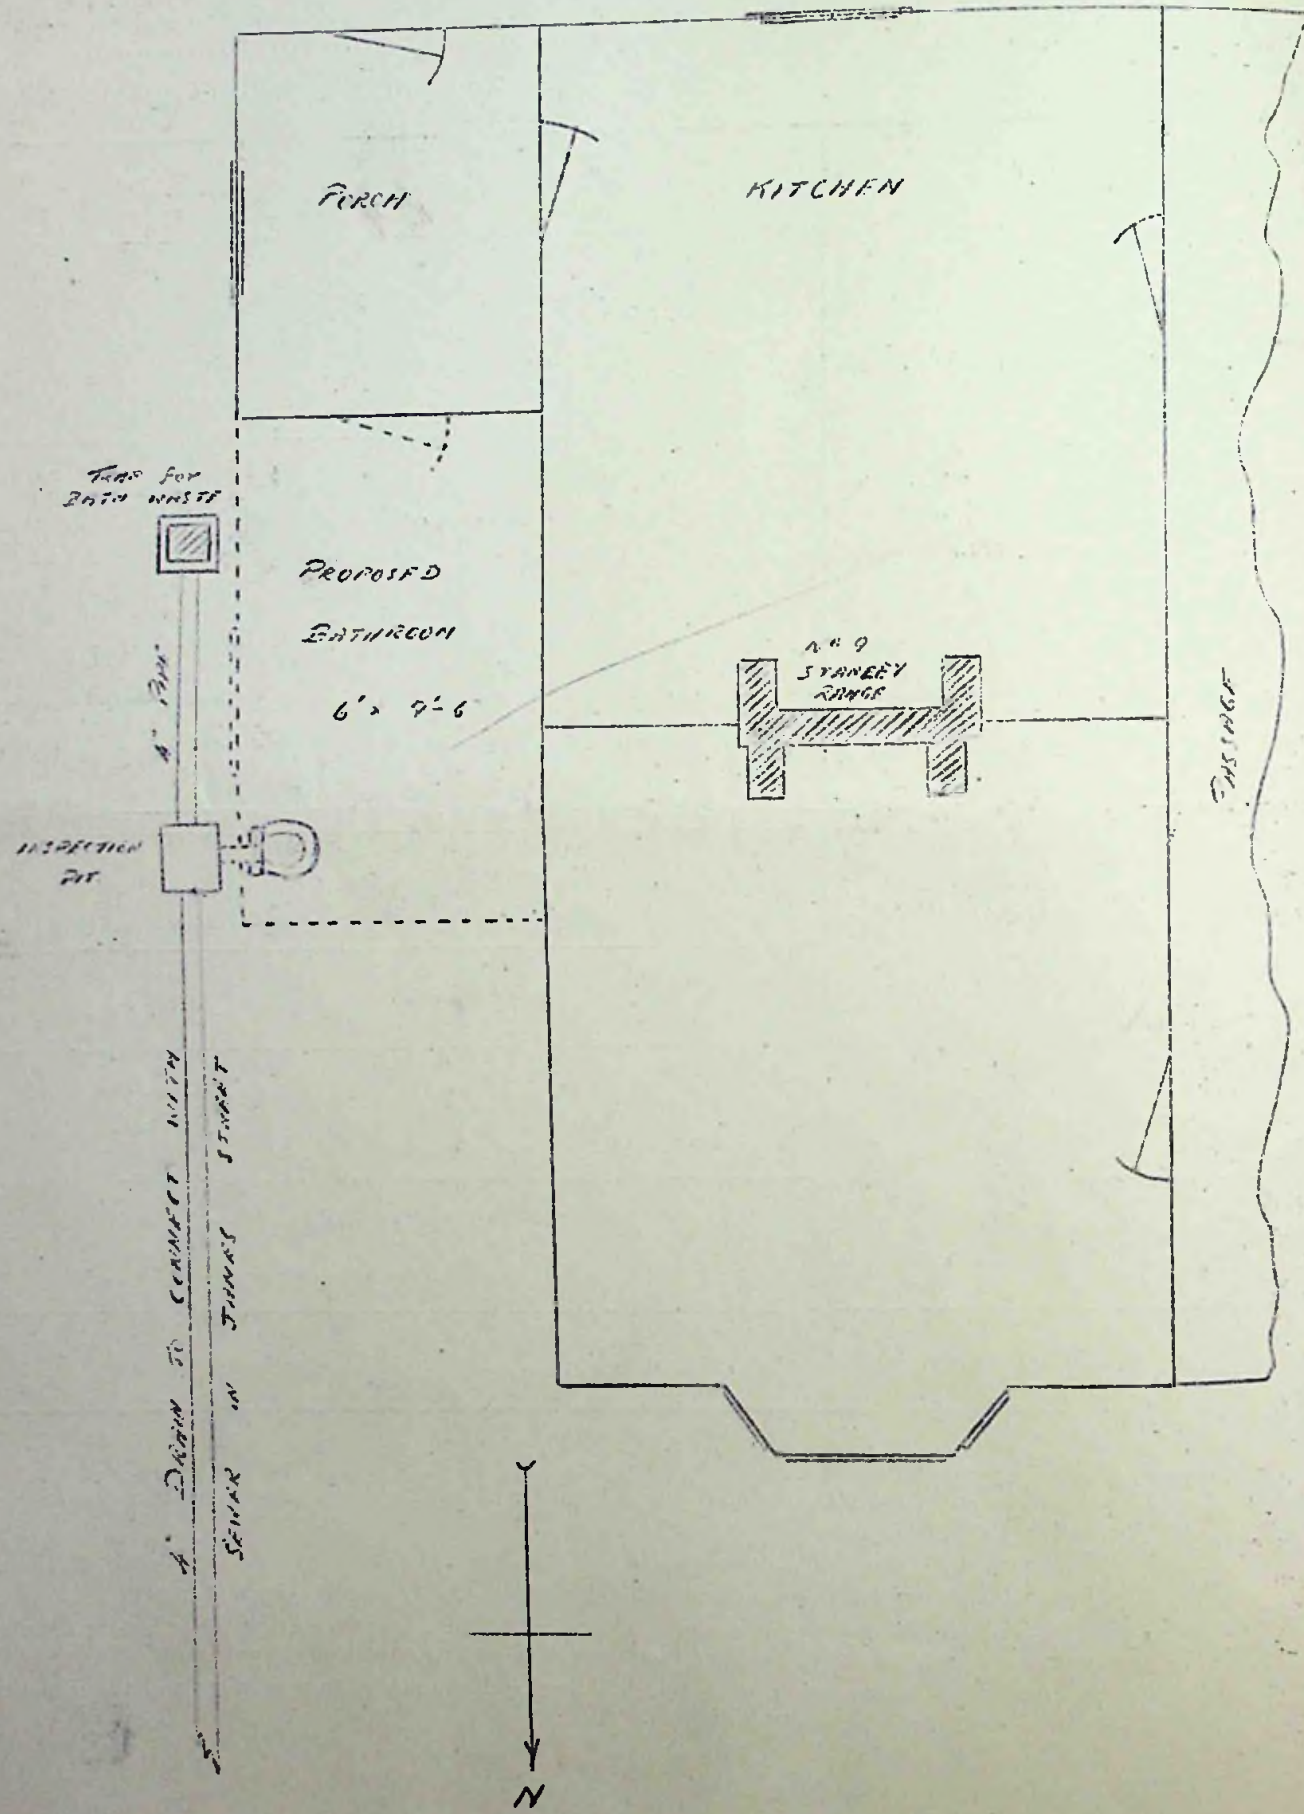 PORCH
KITCHEN
TRAP FOR
BATH WASTE
PROPOSED
BATHROOM
6' x 9'-6
4" PIPE
No 9
STANLEY
RANGE
PASSAGE
INSPECTION
PIT.
4" DRAIN TO CONNECT WITH
SEWER IN JAMES STREET
N